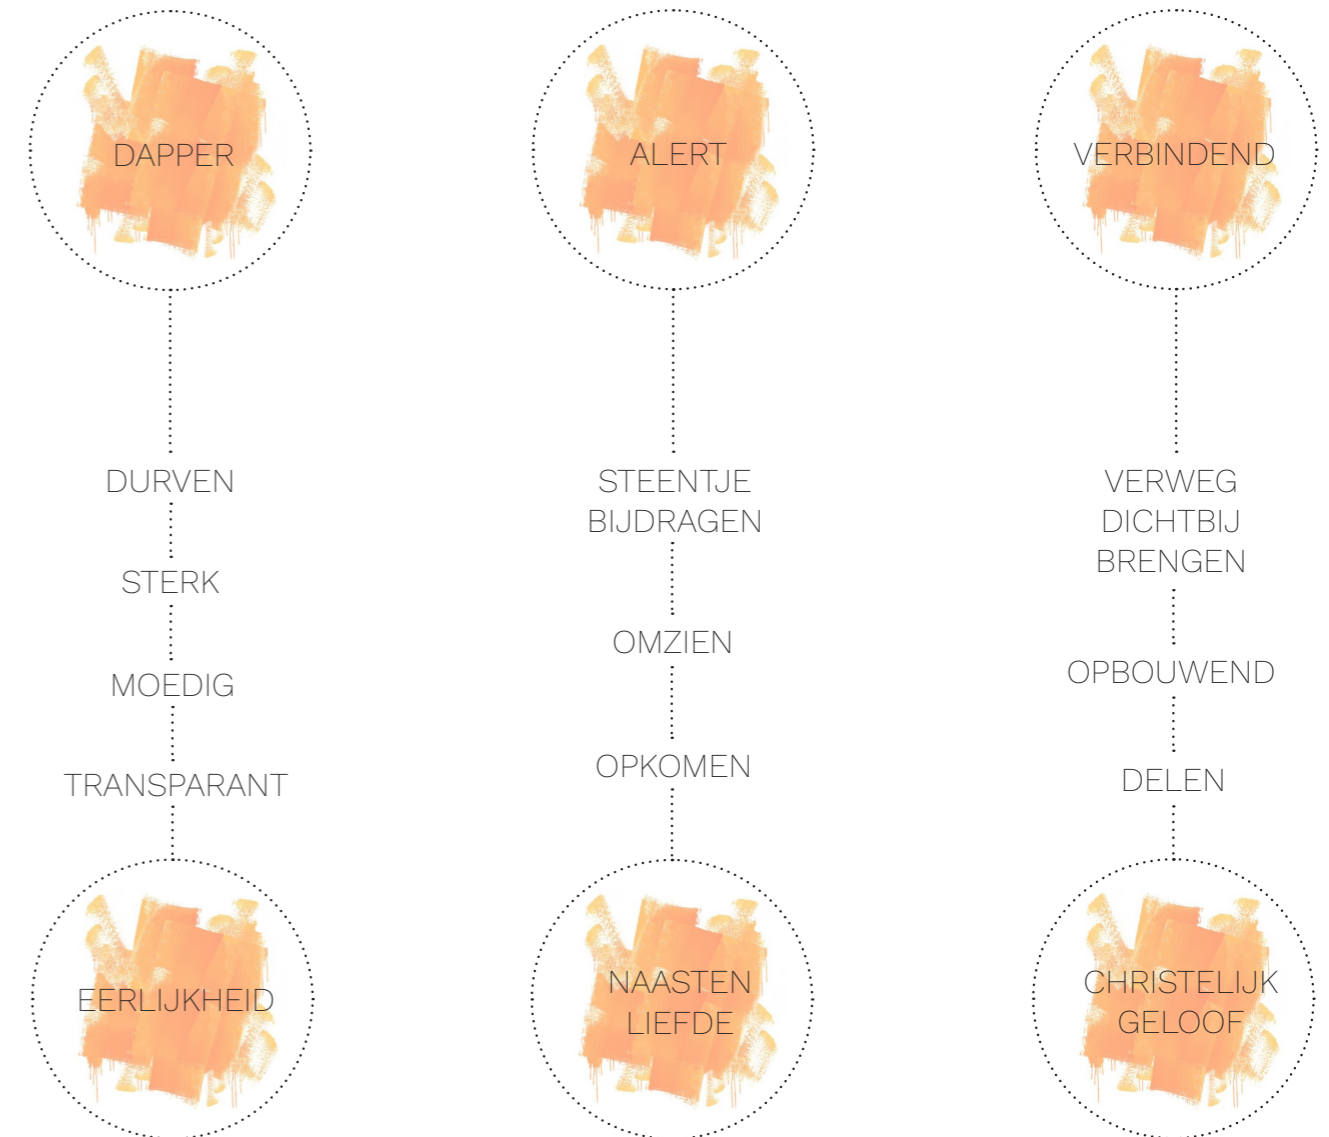 DAPPER
DURVEN
STERK
MOEDIG
TRANSPARANT
EERLIJKHEID
ALERT
STEENTJE
BIJDRAGEN
OMZIEN
OPKOMEN
NAASTEN
LIEFDE
VERBINDEND
VERWEG
DICHTBIJ
BRENGEN
OPBOUWEND
DELEN
CHRISTELIJK
GELOOF